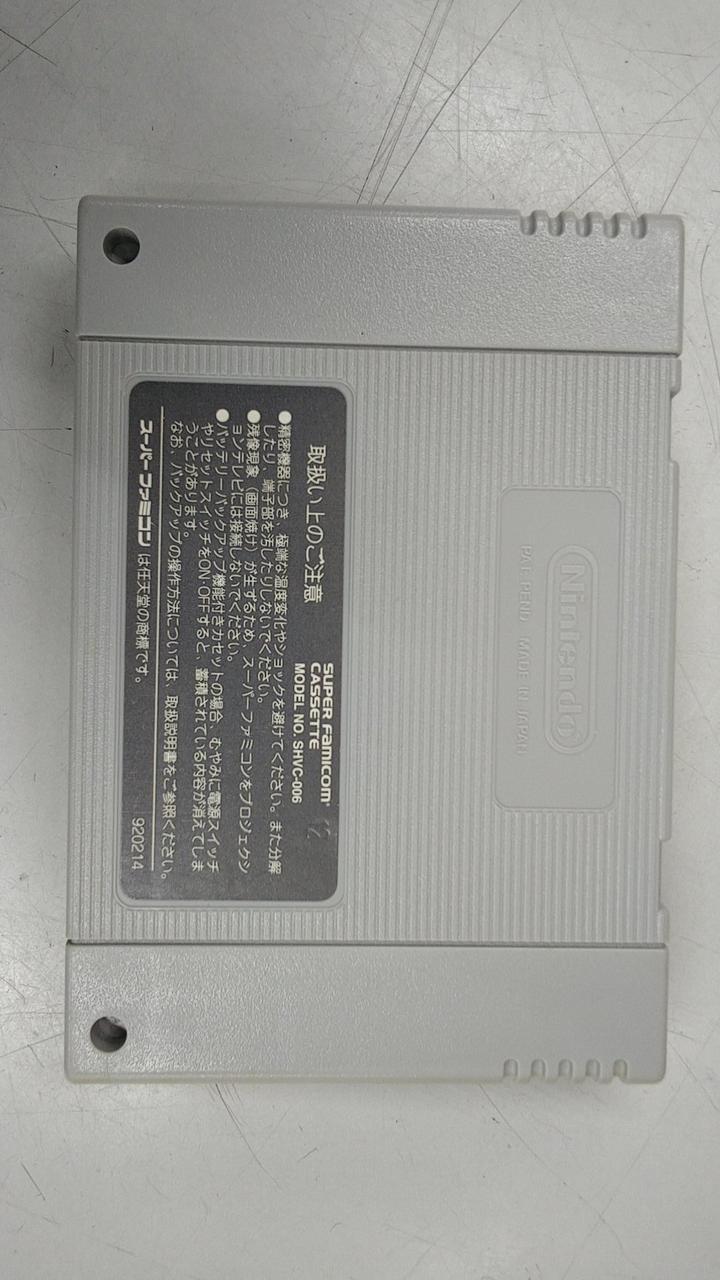 Nintendo
PAT. PEND. MADE IN JAPAN
取扱い上のご注意
SUPER FAMICOM
CASSETTE
MODEL NO. SHVC-006
12
●精密機器につき、極端な温度変化やショックを避けてください。また分解
したり、端子部を汚したりしないでください。
●残像現象(画面焼け)が生ずるため、スーパーファミコンをプロジェクシ
ョンテレビには接続しないでください。
●バッテリーバックアップ機能付きカセットの場合、むやみに電源スイッチ
やリセットスイッチをON・OFFすると、蓄積されている内容が消えてしま
うことがあります。
なお、バックアップの操作方法については、取扱説明書をご参照ください。
スーパーファミコンは任天堂の商標です。
920214